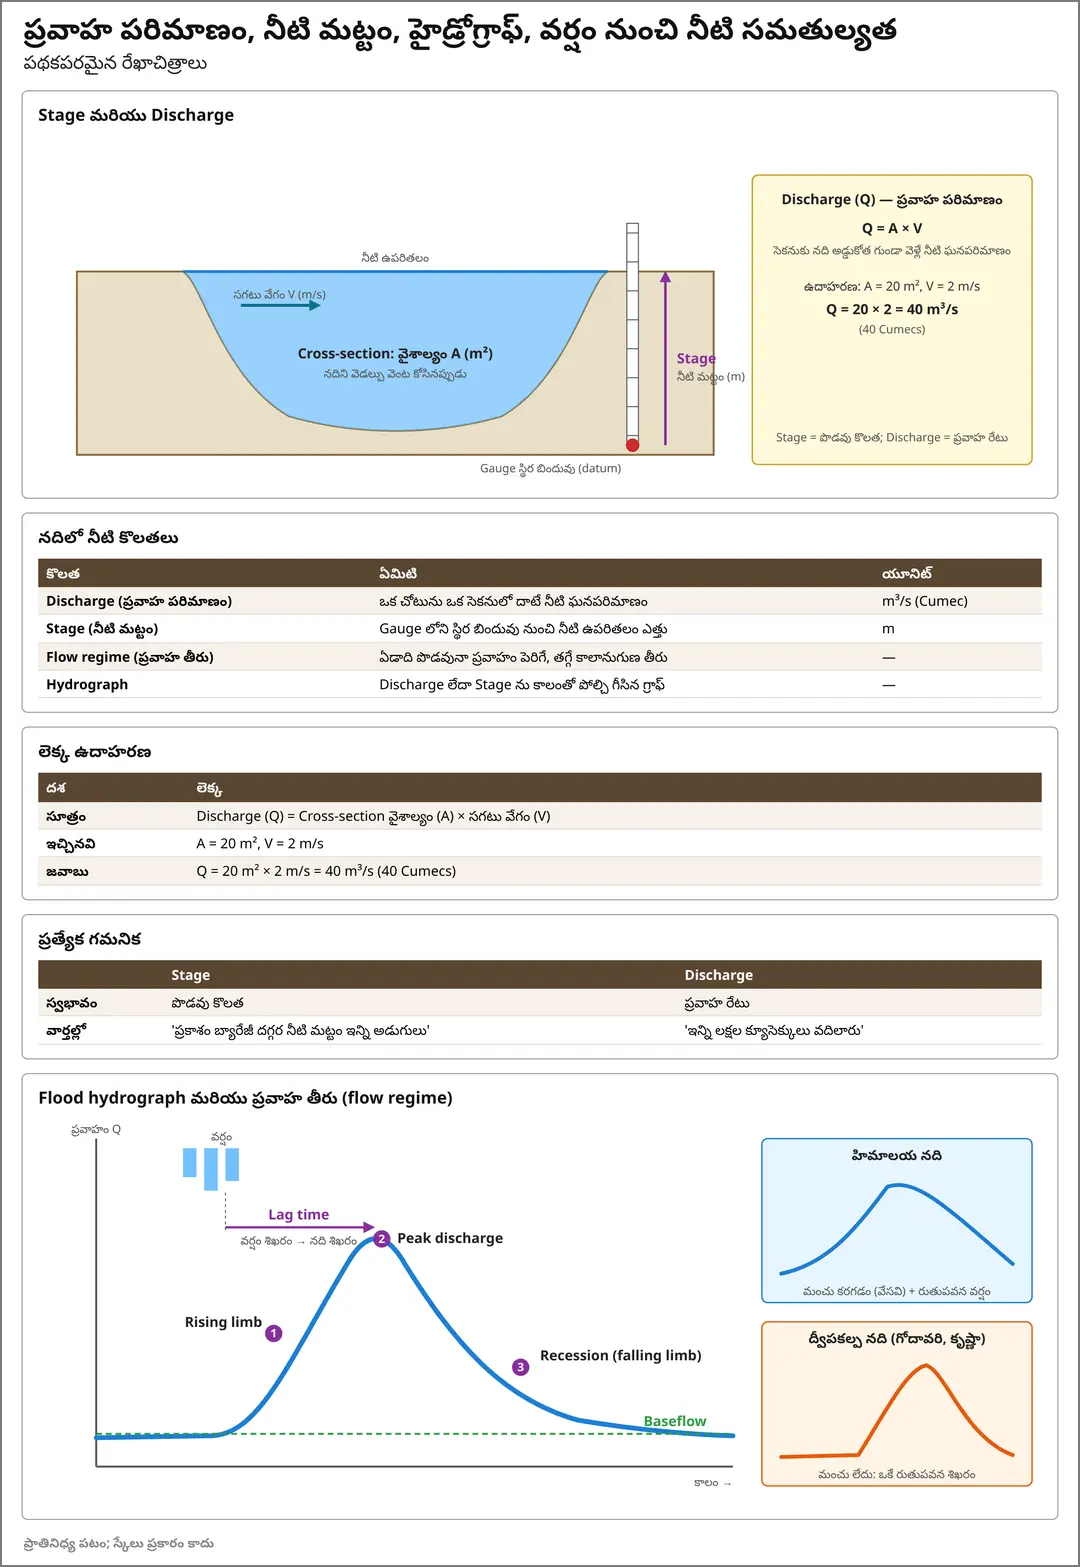 ప్రవాహ పరిమాణం, నీటి మట్టం, హైడ్రోగ్రాఫ్, వర్షం నుంచి నీటి సమతుల్యత
పథకపరమైన రేఖాచిత్రాలు
Stage మరియు Discharge
నీటి ఉపరితలం
సగటు వేగం V (m/s)
Cross-section: వైశాల్యం A (m²)
నదిని వెడల్పు వెంట కోసినప్పుడు
Stage
నీటి మట్టం (m)
Gauge స్థిర బిందువు (datum)
Discharge (Q) — ప్రవాహ పరిమాణం
Q = A × V
సెకనుకు నది అడ్డుకోత గుండా వెళ్లే నీటి ఘనపరిమాణం
ఉదాహరణ: A = 20 m², V = 2 m/s
Q = 20 × 2 = 40 m³/s
(40 Cumecs)
Stage = పొడవు కొలత; Discharge = ప్రవాహ రేటు
నదిలో నీటి కొలతలు
కొలత ఏమిటి యూనిట్
Discharge (ప్రవాహ పరిమాణం) ఒక చోటును ఒక సెకనులో దాటే నీటి ఘనపరిమాణం m³/s (Cumec)
Stage (నీటి మట్టం) Gauge లోని స్థిర బిందువు నుంచి నీటి ఉపరితలం ఎత్తు m
Flow regime (ప్రవాహ తీరు) ఏడాది పొడవునా ప్రవాహం పెరిగే, తగ్గే కాలానుగుణ తీరు —
Hydrograph Discharge లేదా Stage ను కాలంతో పోల్చి గీసిన గ్రాఫ్ —
లెక్క ఉదాహరణ
దశ లెక్క
సూత్రం Discharge (Q) = Cross-section వైశాల్యం (A) × సగటు వేగం (V)
ఇచ్చినవి A = 20 m², V = 2 m/s
జవాబు Q = 20 m² × 2 m/s = 40 m³/s (40 Cumecs)
ప్రత్యేక గమనిక
Stage Discharge
స్వభావం పొడవు కొలత ప్రవాహ రేటు
వార్తల్లో 'ప్రకాశం బ్యారేజీ దగ్గర నీటి మట్టం ఇన్ని అడుగులు' 'ఇన్ని లక్షల క్యూసెక్కులు వదిలారు'
Flood hydrograph మరియు ప్రవాహ తీరు (flow regime)
ప్రవాహం Q
వర్షం
Lag time
వర్షం శిఖరం → నది శిఖరం
2 Peak discharge
Rising limb 1
3 Recession (falling limb)
Baseflow
కాలం →
హిమాలయ నది
మంచు కరగడం (వేసవి) + రుతుపవన వర్షం
ద్వీపకల్ప నది (గోదావరి, కృష్ణా)
మంచు లేదు: ఒకే రుతుపవన శిఖరం
ప్రాతినిధ్య పటం; స్కేలు ప్రకారం కాదు